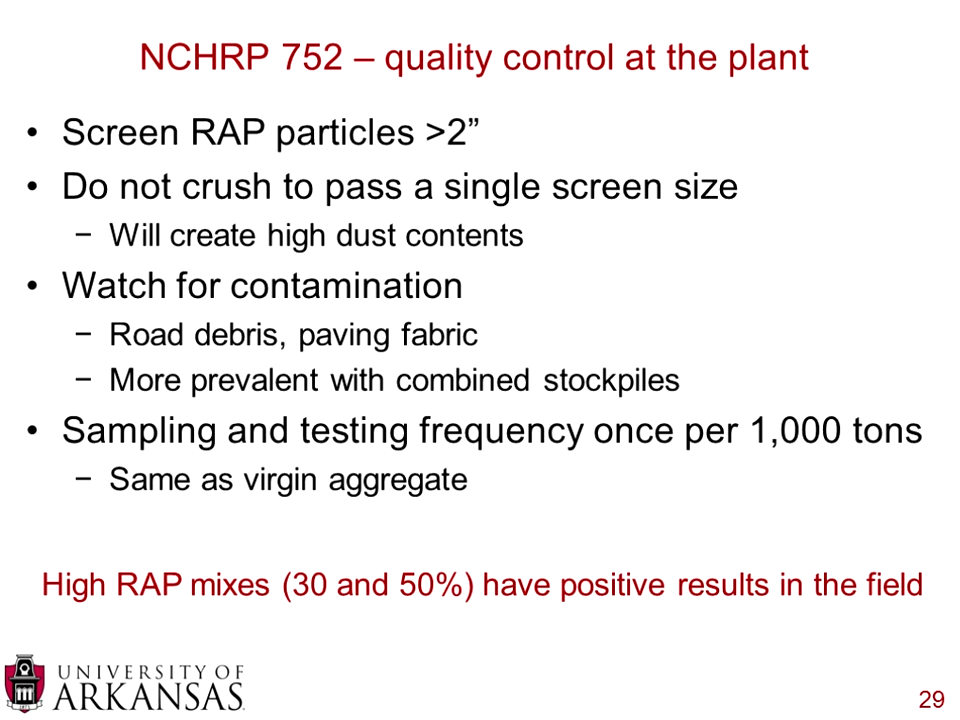 NCHRP 752 – quality control at the plant
• Screen RAP particles >2”
• Do not crush to pass a single screen size
− Will create high dust contents
• Watch for contamination
− Road debris, paving fabric
− More prevalent with combined stockpiles
• Sampling and testing frequency once per 1,000 tons
− Same as virgin aggregate
High RAP mixes (30 and 50%) have positive results in the field
UNIVERSITY OF
ARKANSAS
29